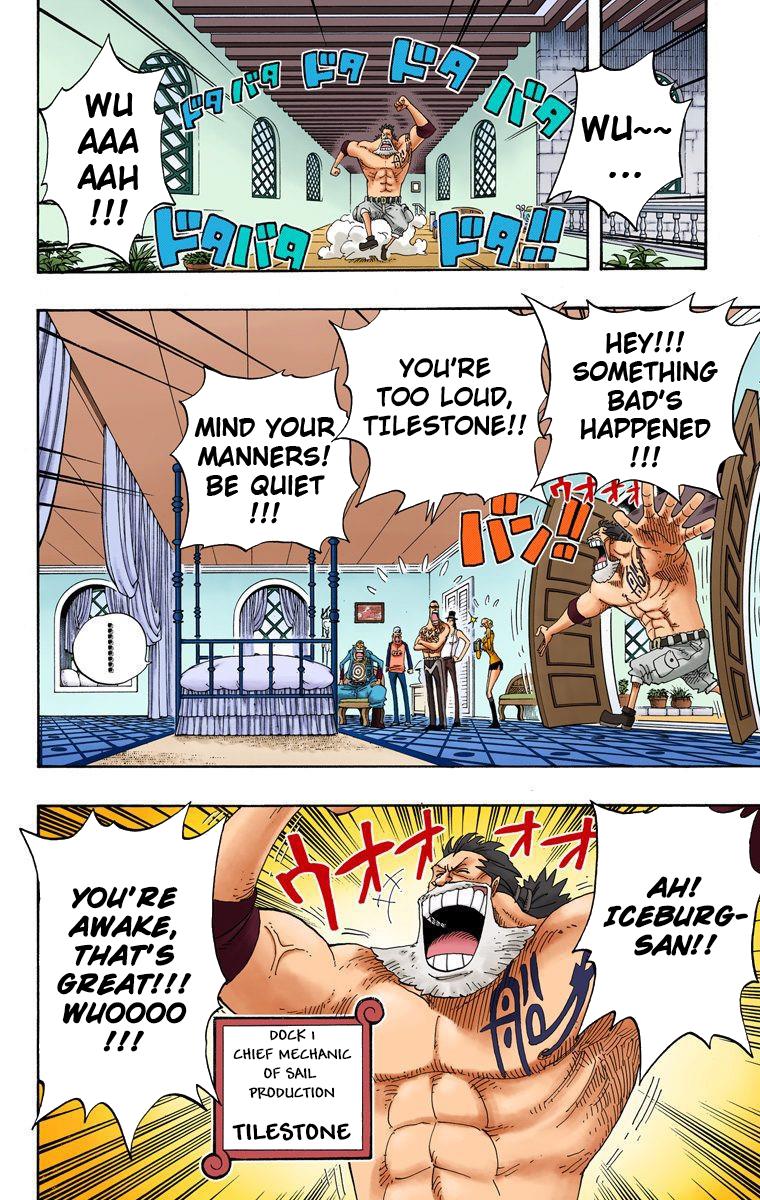 WU~~
...
WU
AAA
AAH
!!!
ドタ バタ ドタ ドタ バタ
ドタバタ ドタ!!
HEY!!!
SOMETHING
BAD'S
HAPPENED
!!!
ウオオオ
バン!!
YOU'RE
TOO LOUD,
TILESTONE!!
MIND YOUR
MANNERS!
BE QUIET
!!!
AH!
ICEBURG-
SAN!!
ウオオオオオ
YOU'RE
AWAKE,
THAT'S
GREAT!!!
WUOOOO
!!!
DOCK 1
CHIEF MECHANIC
OF SAIL
PRODUCTION
TILESTONE